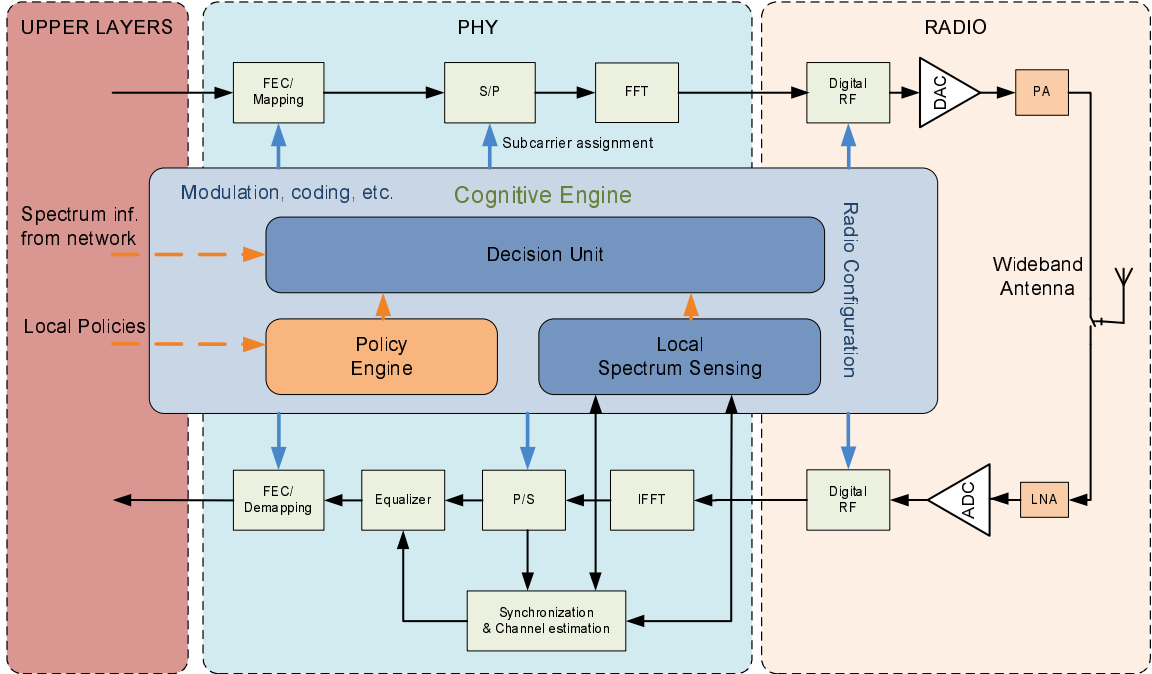 UPPER LAYERS
PHY
RADIO
FEC/
Mapping
S/P
FFT
Digital
RF
DAC
PA
Subcarrier assignment
Modulation, coding, etc.
Cognitive Engine
Spectrum inf.
from network
Decision Unit
Radio Configuration
Wideband
Antenna
Local Policies
Policy
Engine
Local
Spectrum Sensing
FEC/
Demapping
Equalizer
P/S
IFFT
Digital
RF
ADC
LNA
Synchronization
& Channel estimation